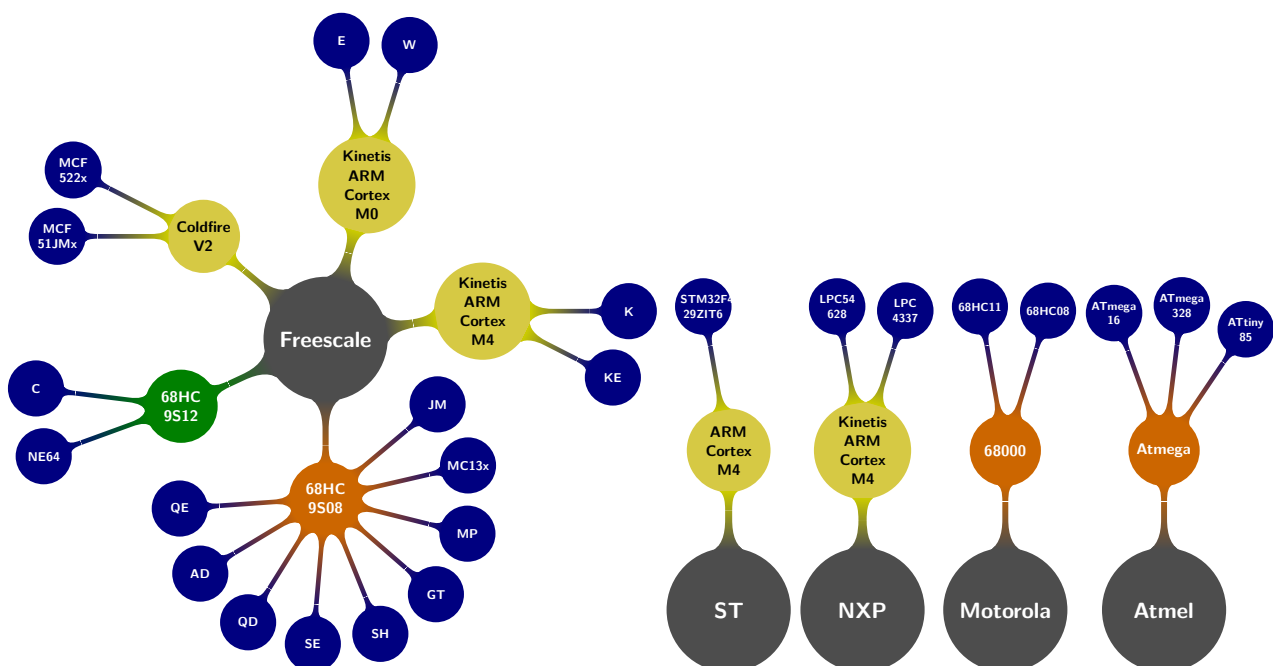 E
W
Kinetis
ARM
Cortex
M0
MCF
522x
MCF
51JMx
Coldfire
V2
Freescale
Kinetis
ARM
Cortex
M4
K
KE
C
NE64
68HC
9S12
68HC
9S08
JM
MC13x
MP
GT
SH
SE
QD
AD
QE
STM32F4
29ZIT6
ARM
Cortex
M4
ST
LPC54
628
LPC
4337
Kinetis
ARM
Cortex
M4
NXP
68HC11
68HC08
68000
Motorola
ATmega
16
ATmega
328
ATtiny
85
Atmega
Atmel